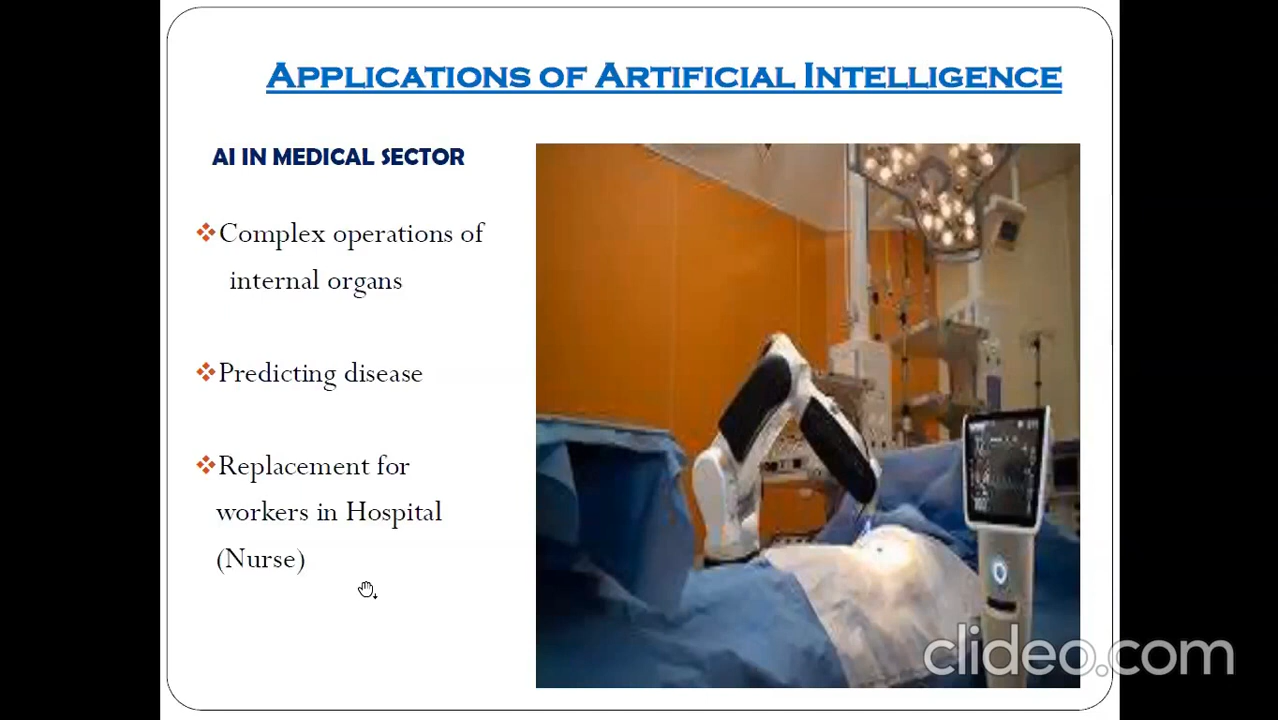 APPLICATIONS OF ARTIFICIAL INTELLIGENCE
AI IN MEDICAL SECTOR
Complex operations of
internal organs
Predicting disease
Replacement for
workers in Hospital
(Nurse)
clideo.com